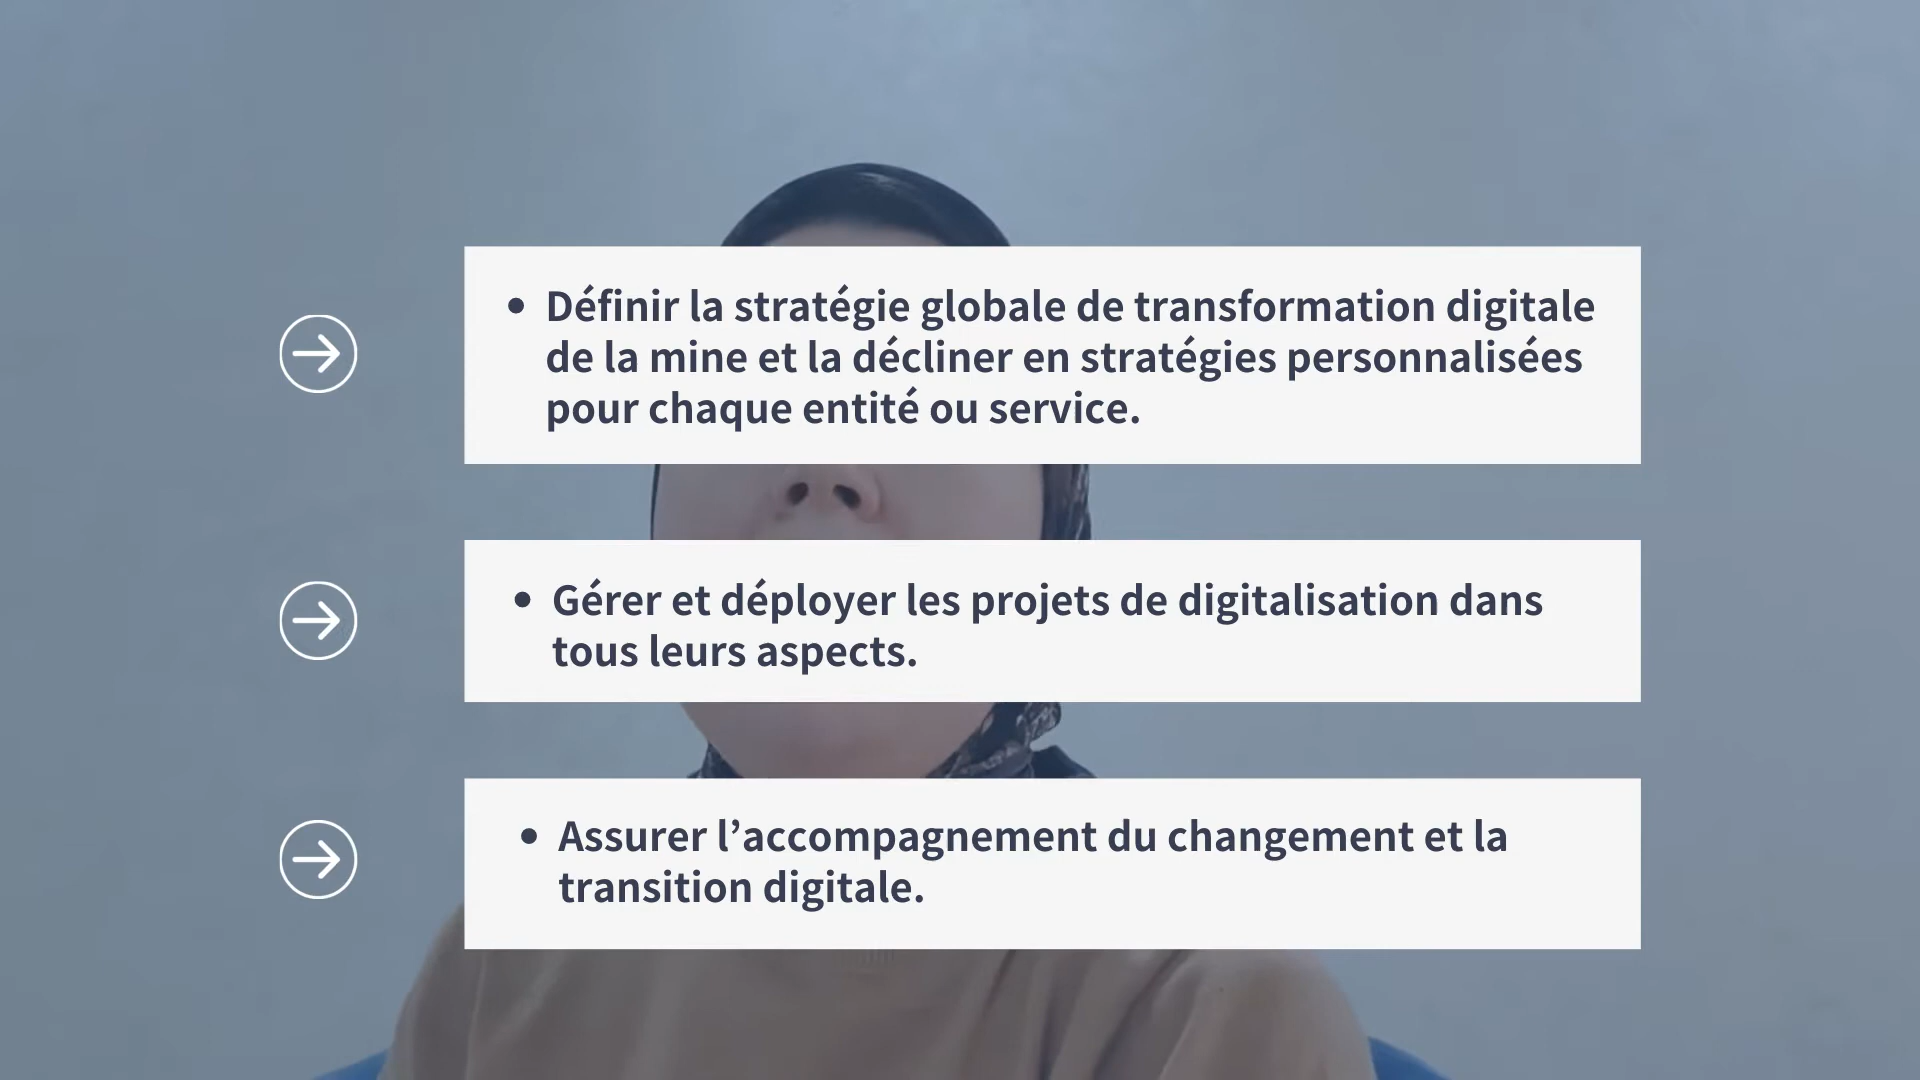 • Définir la stratégie globale de transformation digitale
de la mine et la décliner en stratégies personnalisées
pour chaque entité ou service.
• Gérer et déployer les projets de digitalisation dans
tous leurs aspects.
• Assurer l’accompagnement du changement et la
transition digitale.